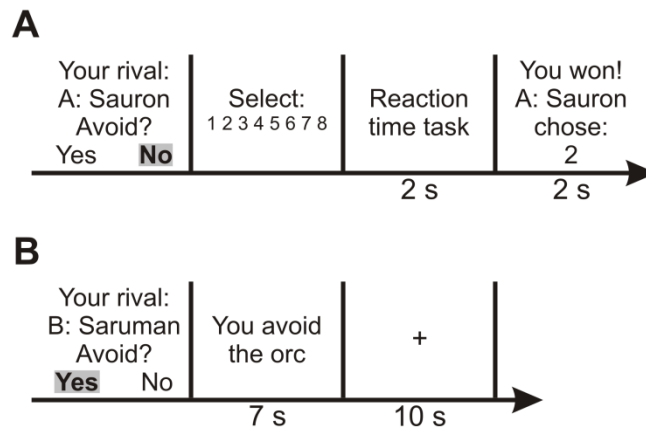 A
Your rival:
A: Sauron
Avoid?
Yes No
Select:
1 2 3 4 5 6 7 8
Reaction
time task
2 s
You won!
A: Sauron
chose:
2
2 s
B
Your rival:
B: Saruman
Avoid?
Yes No
You avoid
the orc
7 s
+
10 s